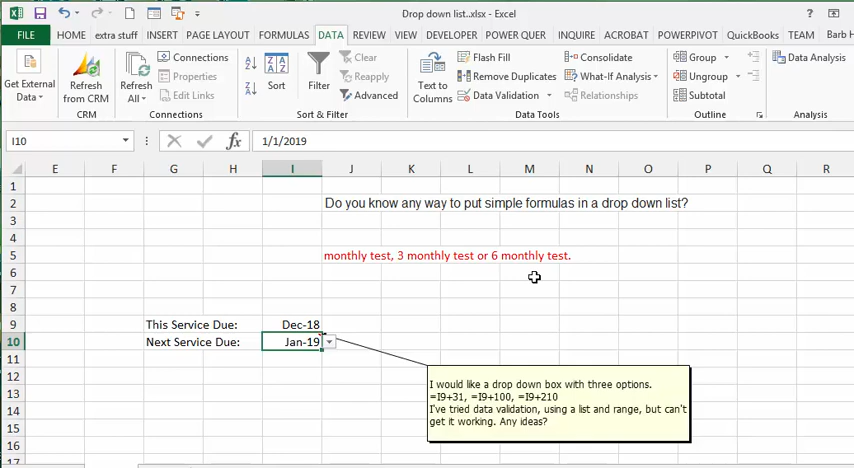 Drop down list..xlsx - Excel
?
FILE HOME extra stuff INSERT PAGE LAYOUT FORMULAS DATA REVIEW VIEW DEVELOPER POWER QUER INQUIRE ACROBAT POWERPIVOT QuickBooks TEAM Barb H
Get External Data
Refresh from CRM
CRM
Refresh All
Connections
Properties
Edit Links
Connections
Sort
Filter
Clear
Reapply
Advanced
Sort & Filter
Text to Columns
Flash Fill
Remove Duplicates
Data Validation
Consolidate
What-If Analysis
Relationships
Data Tools
Group
Ungroup
Subtotal
Outline
Data Analysis
Analysis
I10 fx 1/1/2019
E F G H I J K L M N O P Q R
1
2 Do you know any way to put simple formulas in a drop down list?
3
4
5 monthly test, 3 monthly test or 6 monthly test.
6
7
8
9 This Service Due: Dec-18
10 Next Service Due: Jan-19
11
12
13
14
15
16
17
I would like a drop down box with three options.
=I9+31, =I9+100, =I9+210
I've tried data validation, using a list and range, but can't
get it working. Any ideas?